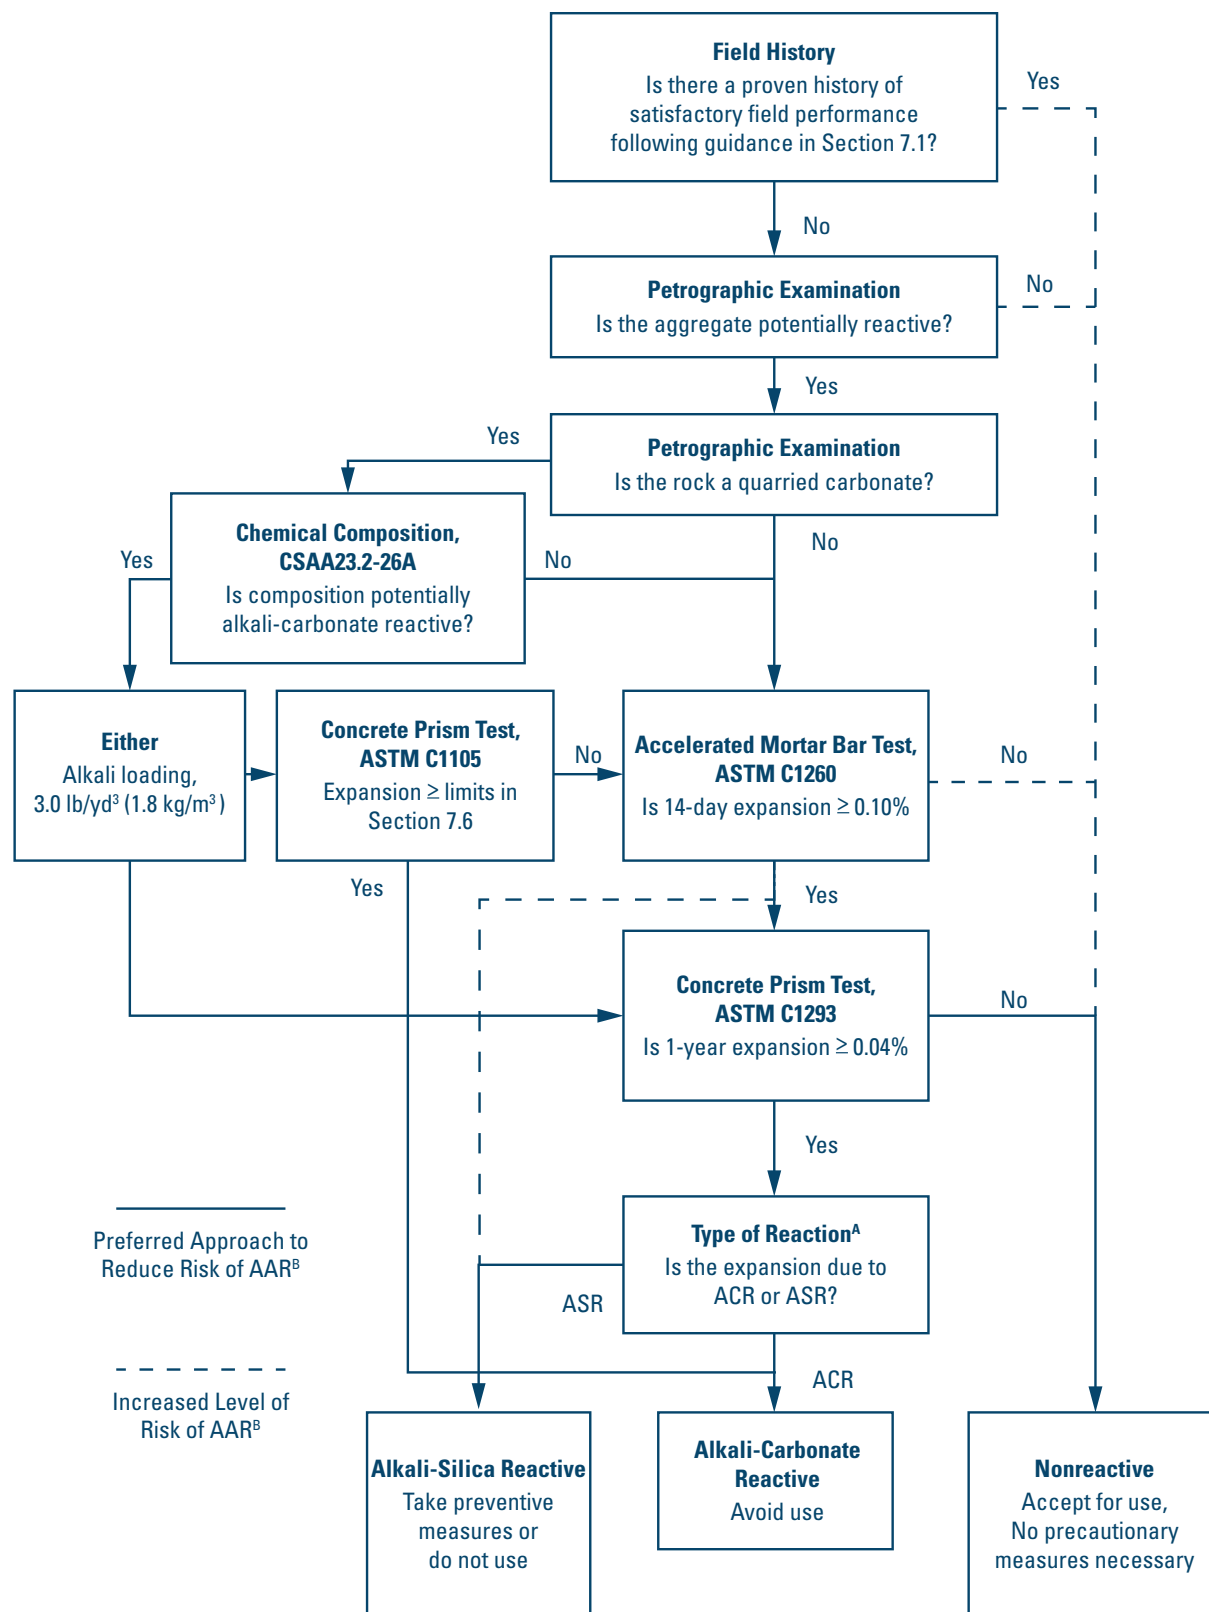 Field History
Is there a proven history of
satisfactory field performance
following guidance in Section 7.1?
Yes
No
Petrographic Examination
Is the aggregate potentially reactive?
No
Yes
Petrographic Examination
Is the rock a quarried carbonate?
Yes
No
Chemical Composition,
CSAA23.2-26A
Is composition potentially
alkali-carbonate reactive?
Yes
No
Either
Alkali loading,
3.0 lb/yd³ (1.8 kg/m³)
Concrete Prism Test,
ASTM C1105
Expansion ≥ limits in
Section 7.6
No
Yes
Accelerated Mortar Bar Test,
ASTM C1260
Is 14-day expansion ≥ 0.10%
No
Yes
Concrete Prism Test,
ASTM C1293
Is 1-year expansion ≥ 0.04%
No
Yes
Type of Reactionᴬ
Is the expansion due to
ACR or ASR?
ASR
ACR
Preferred Approach to
Reduce Risk of AARᴮ
Increased Level of
Risk of AARᴮ
Alkali-Silica Reactive
Take preventive
measures or
do not use
Alkali-Carbonate
Reactive
Avoid use
Nonreactive
Accept for use,
No precautionary
measures necessary